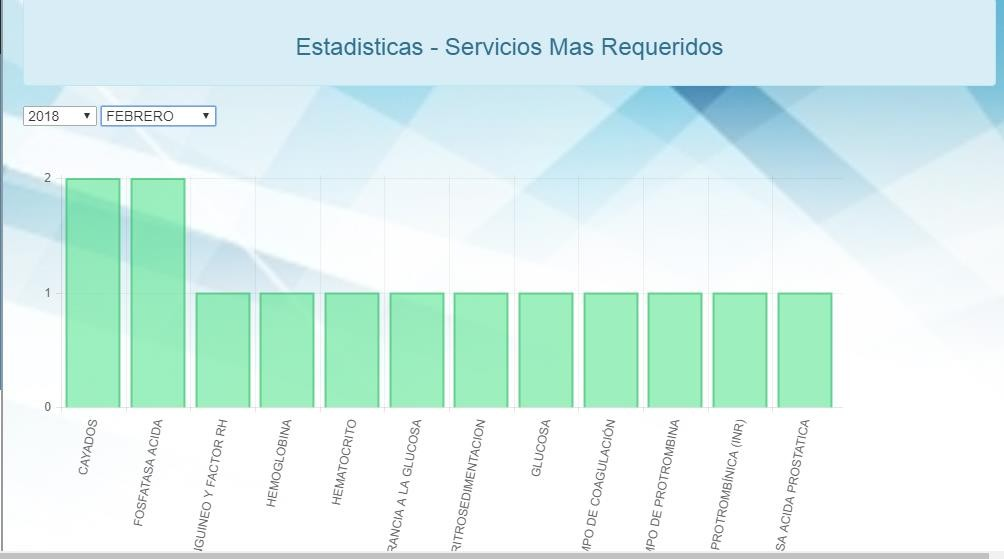 Estadisticas - Servicios Mas Requeridos
2018
FEBRERO
2
1
0
CAYADOS
FOSFATASA ACIDA
NGUINEO Y FACTOR RH
HEMOGLOBINA
HEMATOCRITO
RANCIA A LA GLUCOSA
RITROSEDIMENTACION
GLUCOSA
MPO DE COAGULACIÓN
MPO DE PROTROMBINA
PROTROMBÍNICA (INR)
SA ACIDA PROSTATICA